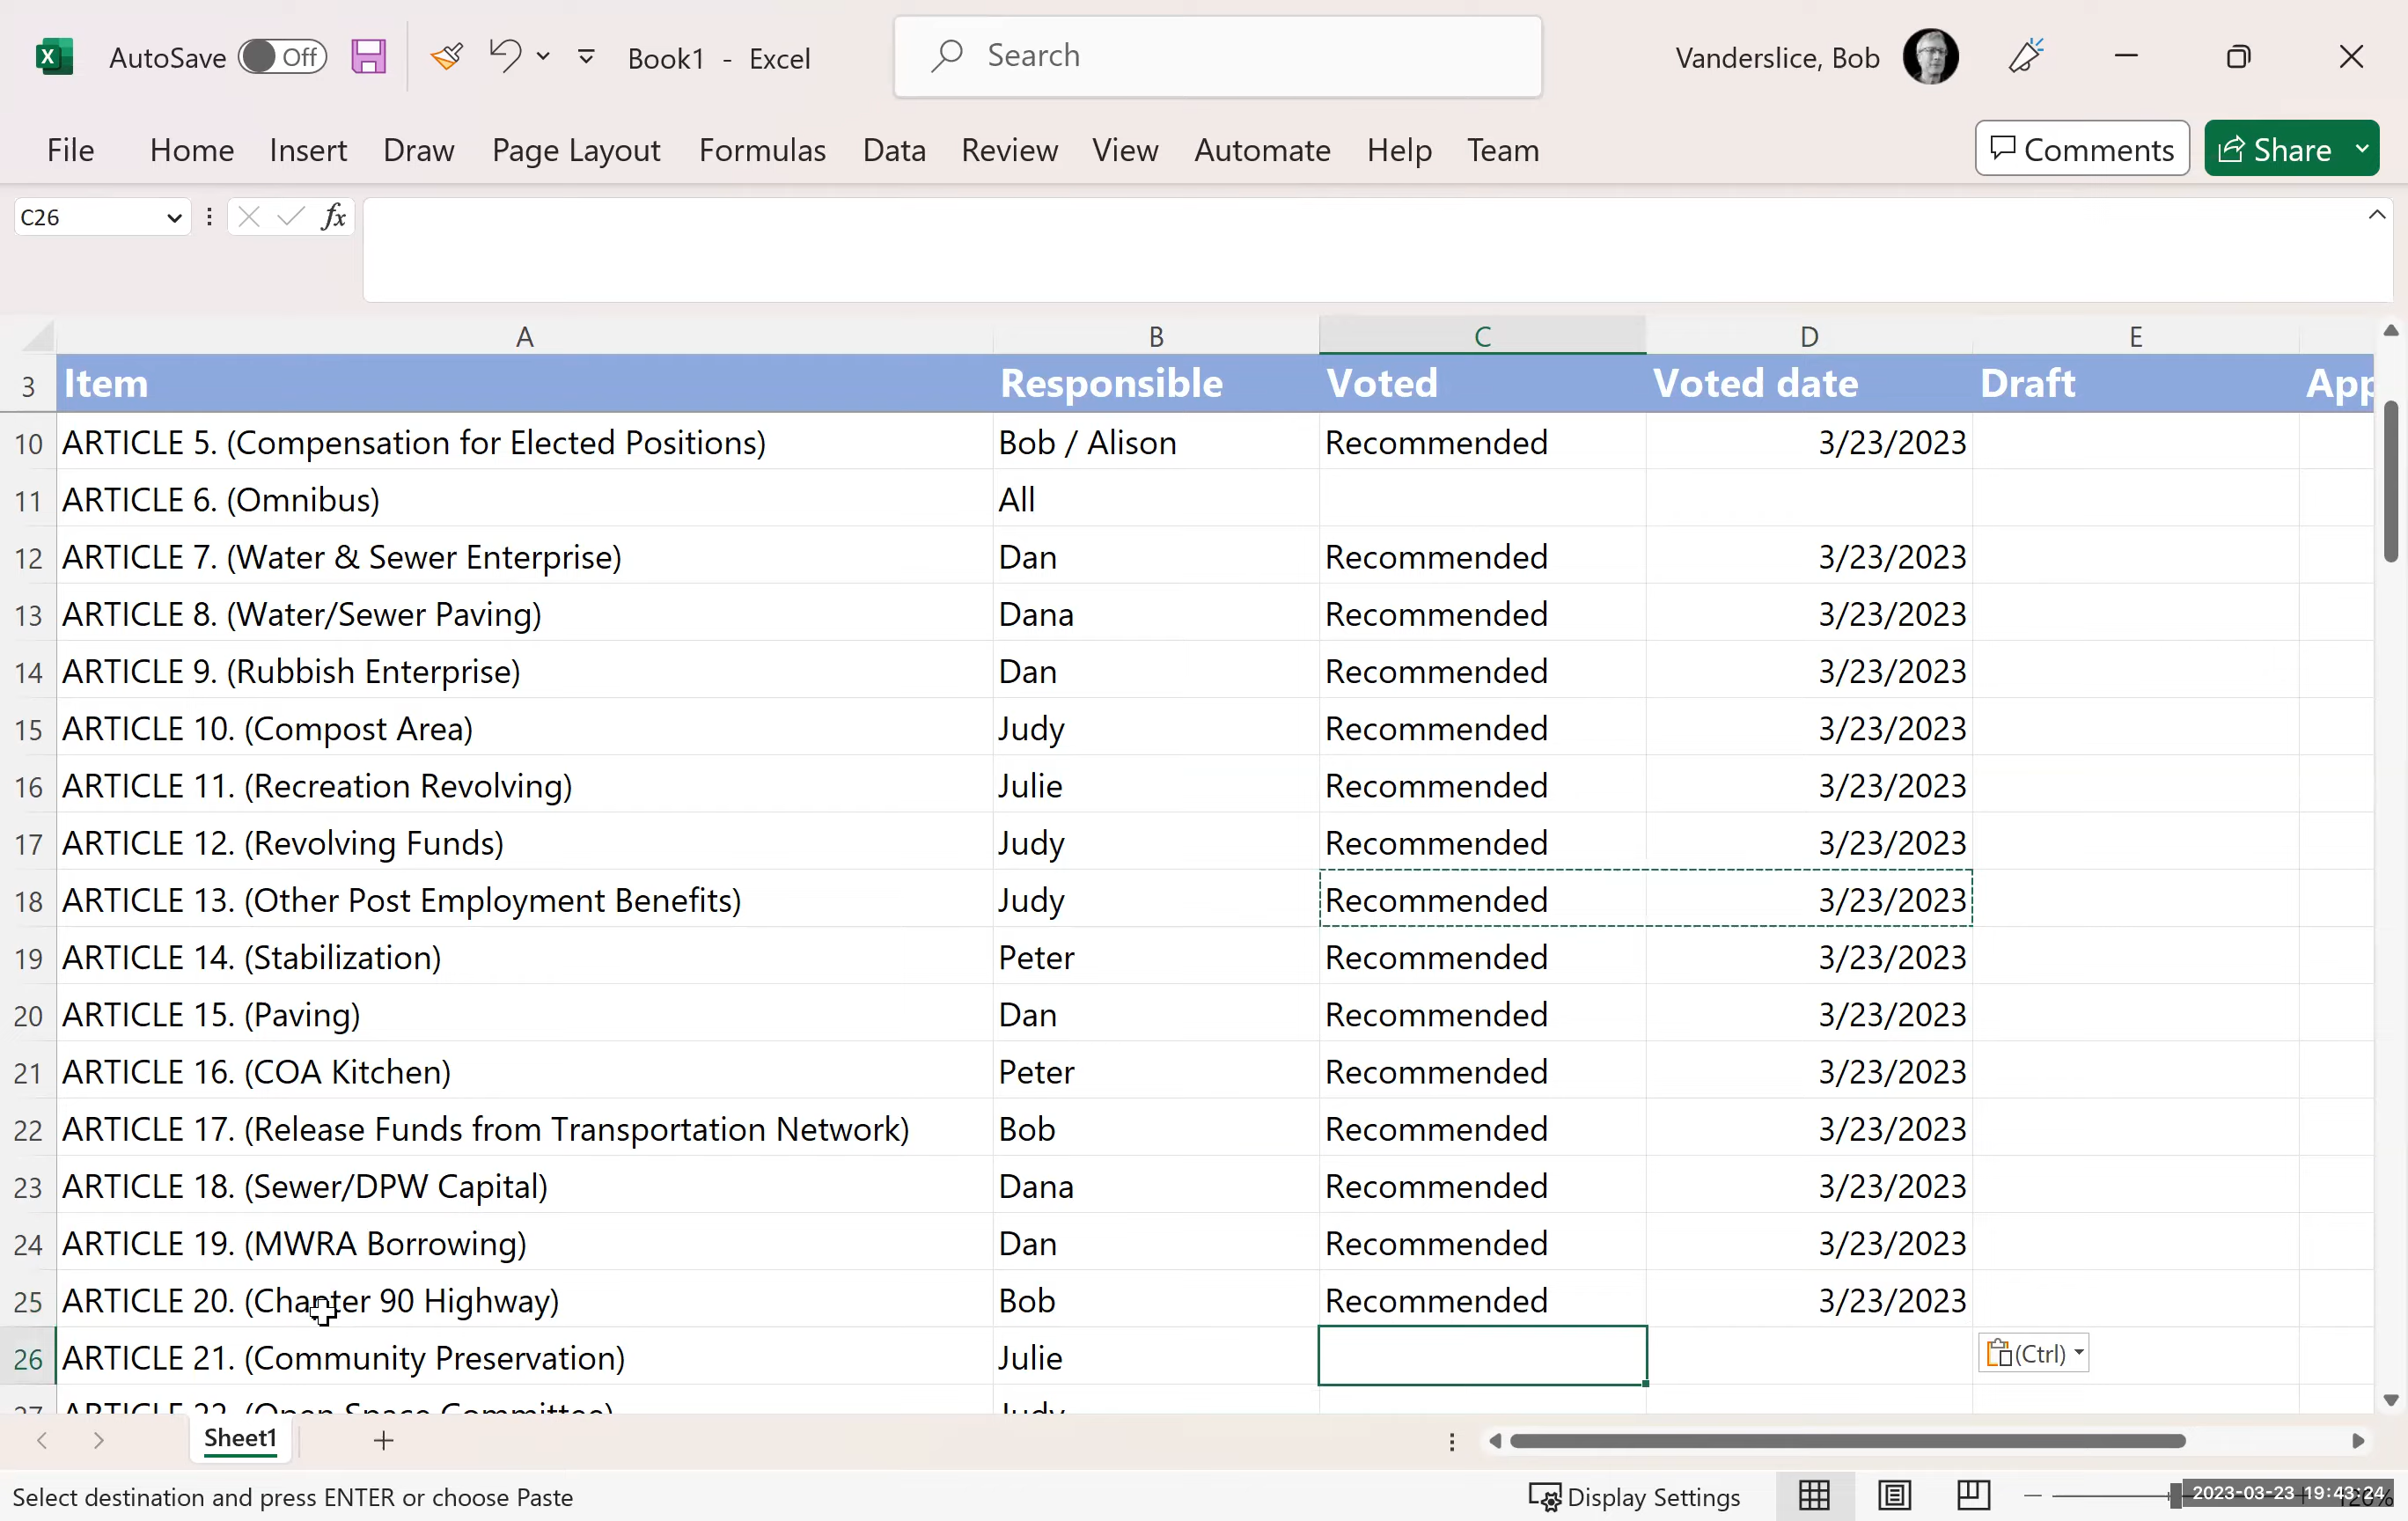 AutoSave Off Book1 - Excel Search Vanderslice, Bob
File Home Insert Draw Page Layout Formulas Data Review View Automate Help Team Comments Share
C26 fx
A B C D E
3 Item Responsible Voted Voted date Draft App
10 ARTICLE 5. (Compensation for Elected Positions) Bob / Alison Recommended 3/23/2023
11 ARTICLE 6. (Omnibus) All
12 ARTICLE 7. (Water & Sewer Enterprise) Dan Recommended 3/23/2023
13 ARTICLE 8. (Water/Sewer Paving) Dana Recommended 3/23/2023
14 ARTICLE 9. (Rubbish Enterprise) Dan Recommended 3/23/2023
15 ARTICLE 10. (Compost Area) Judy Recommended 3/23/2023
16 ARTICLE 11. (Recreation Revolving) Julie Recommended 3/23/2023
17 ARTICLE 12. (Revolving Funds) Judy Recommended 3/23/2023
18 ARTICLE 13. (Other Post Employment Benefits) Judy Recommended 3/23/2023
19 ARTICLE 14. (Stabilization) Peter Recommended 3/23/2023
20 ARTICLE 15. (Paving) Dan Recommended 3/23/2023
21 ARTICLE 16. (COA Kitchen) Peter Recommended 3/23/2023
22 ARTICLE 17. (Release Funds from Transportation Network) Bob Recommended 3/23/2023
23 ARTICLE 18. (Sewer/DPW Capital) Dana Recommended 3/23/2023
24 ARTICLE 19. (MWRA Borrowing) Dan Recommended 3/23/2023
25 ARTICLE 20. (Chapter 90 Highway) Bob Recommended 3/23/2023
26 ARTICLE 21. (Community Preservation) Julie (Ctrl)
27 ARTICLE 22. (Open Space Committee) Judy
Sheet1
Select destination and press ENTER or choose Paste Display Settings 2023-03-23 19:43:24